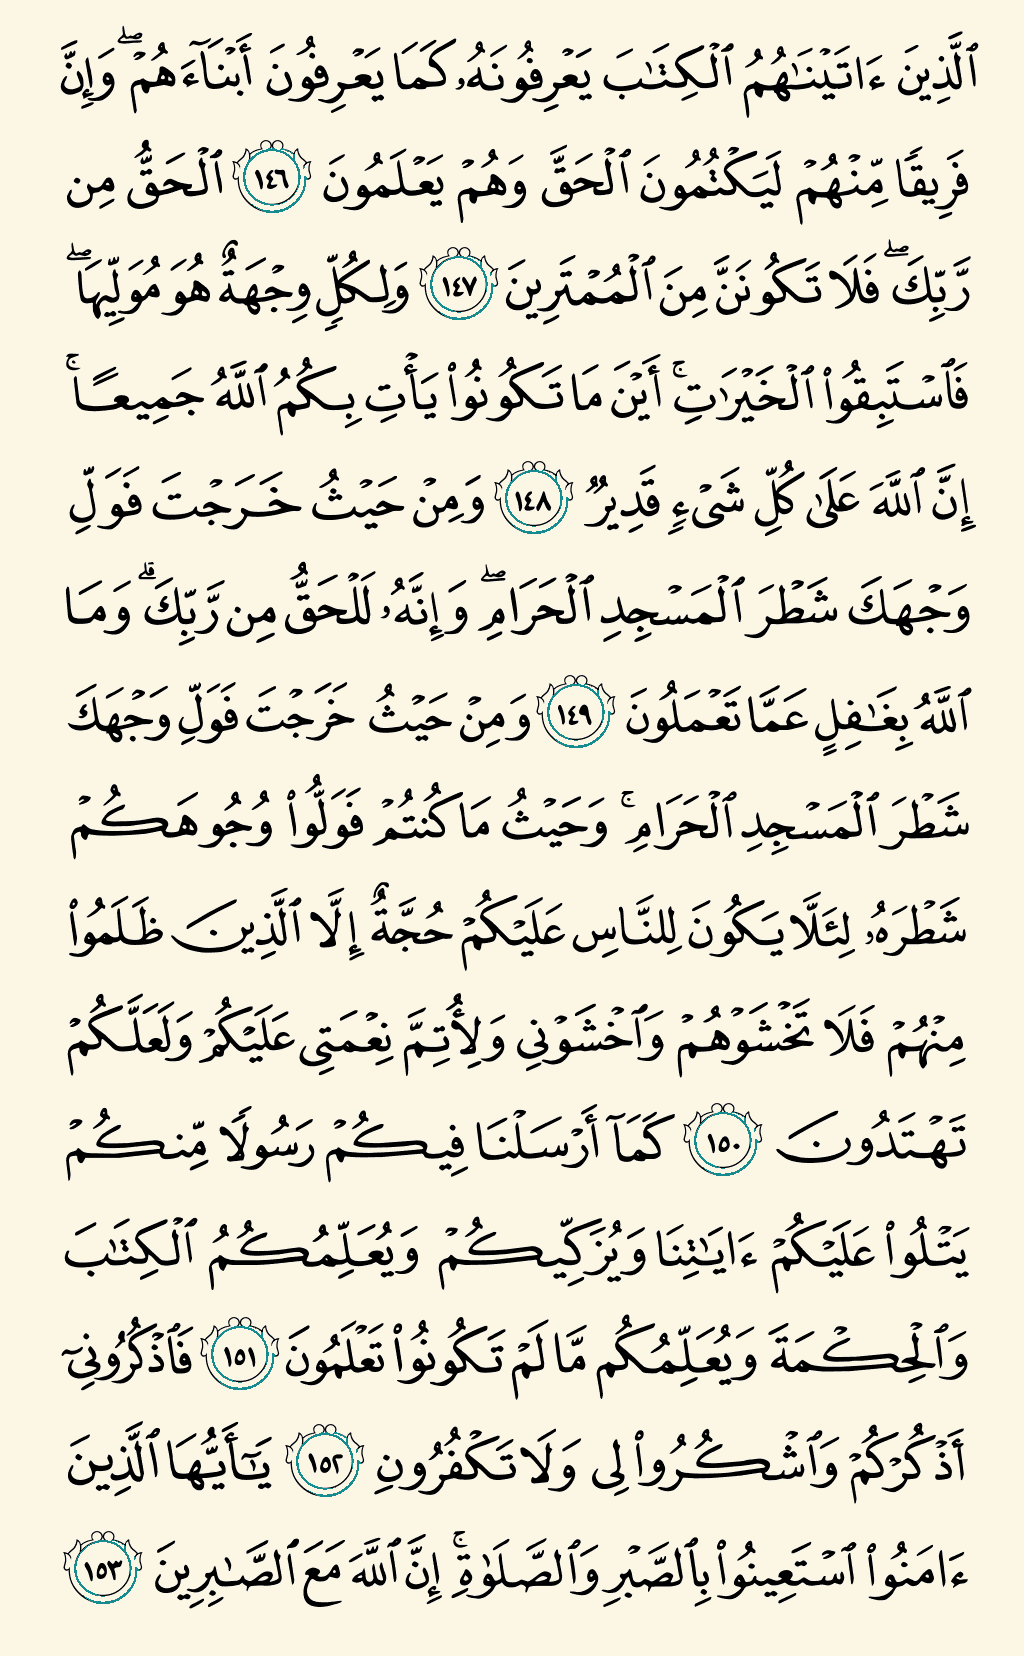 ٱلَّذِينَ ءَاتَيۡنَٰهُمُ ٱلۡكِتَٰبَ يَعۡرِفُونَهُۥ كَمَا يَعۡرِفُونَ أَبۡنَآءَهُمۡۖ وَإِنَّ
فَرِيقٗا مِّنۡهُمۡ لَيَكۡتُمُونَ ٱلۡحَقَّ وَهُمۡ يَعۡلَمُونَ ١٤٦ ٱلۡحَقُّ مِن
رَّبِّكَۖ فَلَا تَكُونَنَّ مِنَ ٱلۡمُمۡتَرِينَ ١٤٧ وَلِكُلّٖ وِجۡهَةٌ هُوَ مُوَلِّيهَاۖ
فَٱسۡتَبِقُواْ ٱلۡخَيۡرَٰتِۚ أَيۡنَ مَا تَكُونُواْ يَأۡتِ بِكُمُ ٱللَّهُ جَمِيعًاۚ
إِنَّ ٱللَّهَ عَلَىٰ كُلِّ شَيۡءٖ قَدِيرٞ ١٤٨ وَمِنۡ حَيۡثُ خَرَجۡتَ فَوَلِّ
وَجۡهَكَ شَطۡرَ ٱلۡمَسۡجِدِ ٱلۡحَرَامِۖ وَإِنَّهُۥ لَلۡحَقُّ مِن رَّبِّكَۗ وَمَا
ٱللَّهُ بِغَٰفِلٍ عَمَّا تَعۡمَلُونَ ١٤٩ وَمِنۡ حَيۡثُ خَرَجۡتَ فَوَلِّ وَجۡهَكَ
شَطۡرَ ٱلۡمَسۡجِدِ ٱلۡحَرَامِۚ وَحَيۡثُ مَا كُنتُمۡ فَوَلُّواْ وُجُوهَكُمۡ
شَطۡرَهُۥ لِئَلَّا يَكُونَ لِلنَّاسِ عَلَيۡكُمۡ حُجَّةٌ إِلَّا ٱلَّذِينَ ظَلَمُواْ
مِنۡهُمۡ فَلَا تَخۡشَوۡهُمۡ وَٱخۡشَوۡنِي وَلِأُتِمَّ نِعۡمَتِي عَلَيۡكُمۡ وَلَعَلَّكُمۡ
تَهۡتَدُونَ ١٥٠ كَمَآ أَرۡسَلۡنَا فِيكُمۡ رَسُولٗا مِّنكُمۡ
يَتۡلُواْ عَلَيۡكُمۡ ءَايَٰتِنَا وَيُزَكِّيكُمۡ وَيُعَلِّمُكُمُ ٱلۡكِتَٰبَ
وَٱلۡحِكۡمَةَ وَيُعَلِّمُكُم مَّا لَمۡ تَكُونُواْ تَعۡلَمُونَ ١٥١ فَٱذۡكُرُونِيٓ
أَذۡكُرۡكُمۡ وَٱشۡكُرُواْ لِي وَلَا تَكۡفُرُونِ ١٥٢ يَٰٓأَيُّهَا ٱلَّذِينَ
ءَامَنُواْ ٱسۡتَعِينُواْ بِٱلصَّبۡرِ وَٱلصَّلَوٰةِۚ إِنَّ ٱللَّهَ مَعَ ٱلصَّٰبِرِينَ ١٥٣